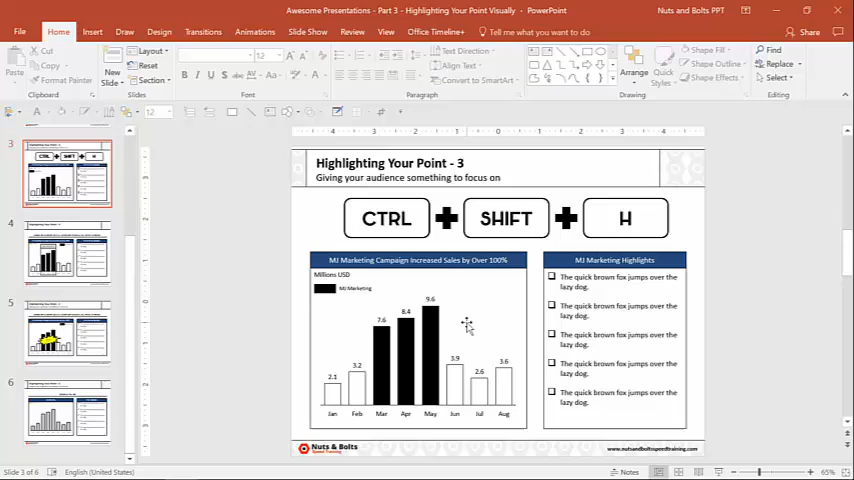 Awesome Presentations - Part 3 - Highlighting Your Point Visually - PowerPoint
Nuts and Bolts PPT
File Home Insert Draw Design Transitions Animations Slide Show Review View Office Timeline+ Tell me what you want to do Share
Cut
Copy
Format Painter
Paste
Clipboard
New
Slide
Layout
Reset
Section
Slides
12
Font
Text Direction
Align Text
Convert to SmartArt
Paragraph
Arrange
Quick
Styles
Shape Fill
Shape Outline
Shape Effects
Drawing
Find
Replace
Select
Editing
12
3
4
5
6
Highlighting Your Point - 3
Giving your audience something to focus on
CTRL + SHIFT + H
MJ Marketing Campaign Increased Sales by Over 100%
Millions USD
MJ Marketing
2.1 3.2 7.6 8.4 9.6 3.9 2.6 3.6
Jan Feb Mar Apr May Jun Jul Aug
MJ Marketing Highlights
The quick brown fox jumps over the
lazy dog.
The quick brown fox jumps over the
lazy dog.
The quick brown fox jumps over the
lazy dog.
The quick brown fox jumps over the
lazy dog.
The quick brown fox jumps over the
lazy dog.
Nuts & Bolts
Speed Training
www.nutsandboltsspeedtraining.com
Slide 3 of 6 English (United States) Notes 65%